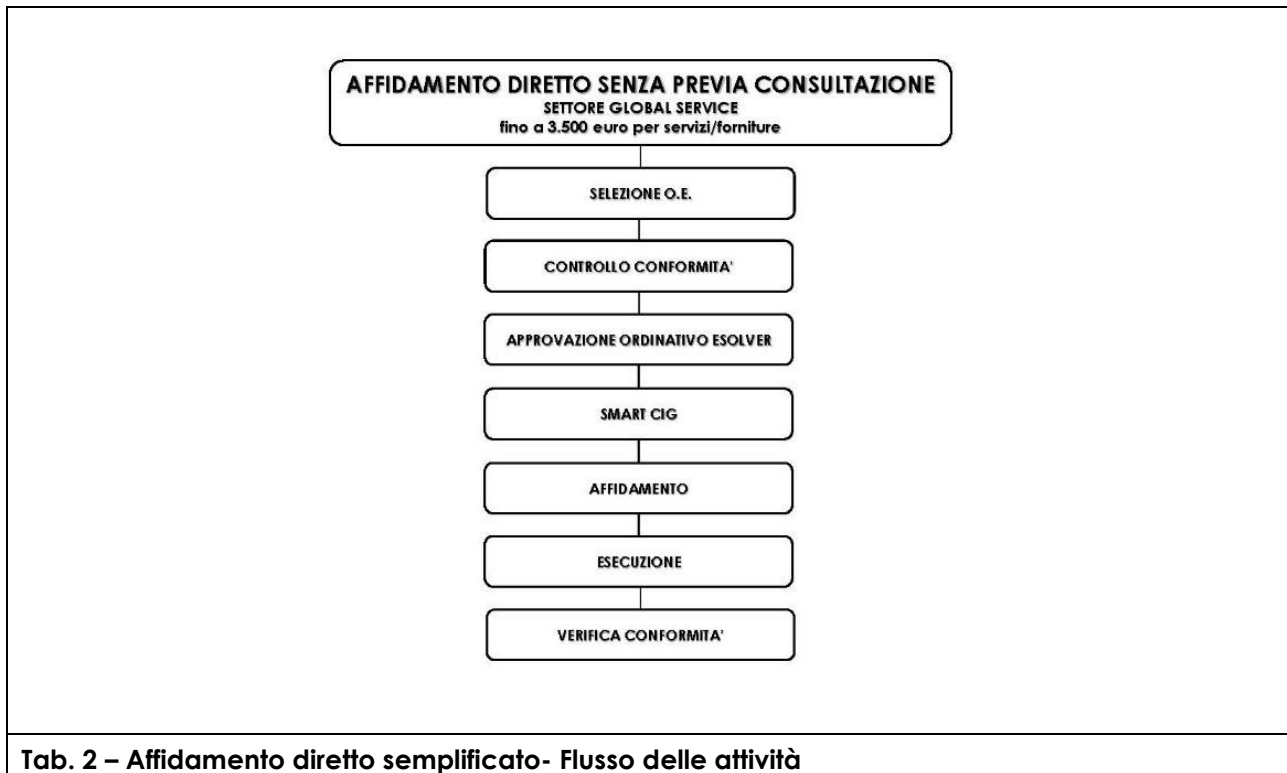 AFFIDAMENTO DIRETTO SENZA PREVIA CONSULTAZIONE
SETTORE GLOBAL SERVICE
fino a 3.500 euro per servizi/forniture
SELEZIONE O.E.
CONTROLLO CONFORMITA'
APPROVAZIONE ORDINATIVO ESOLVER
SMART CIG
AFFIDAMENTO
ESECUZIONE
VERIFICA CONFORMITA'
Tab. 2 – Affidamento diretto semplificato- Flusso delle attività